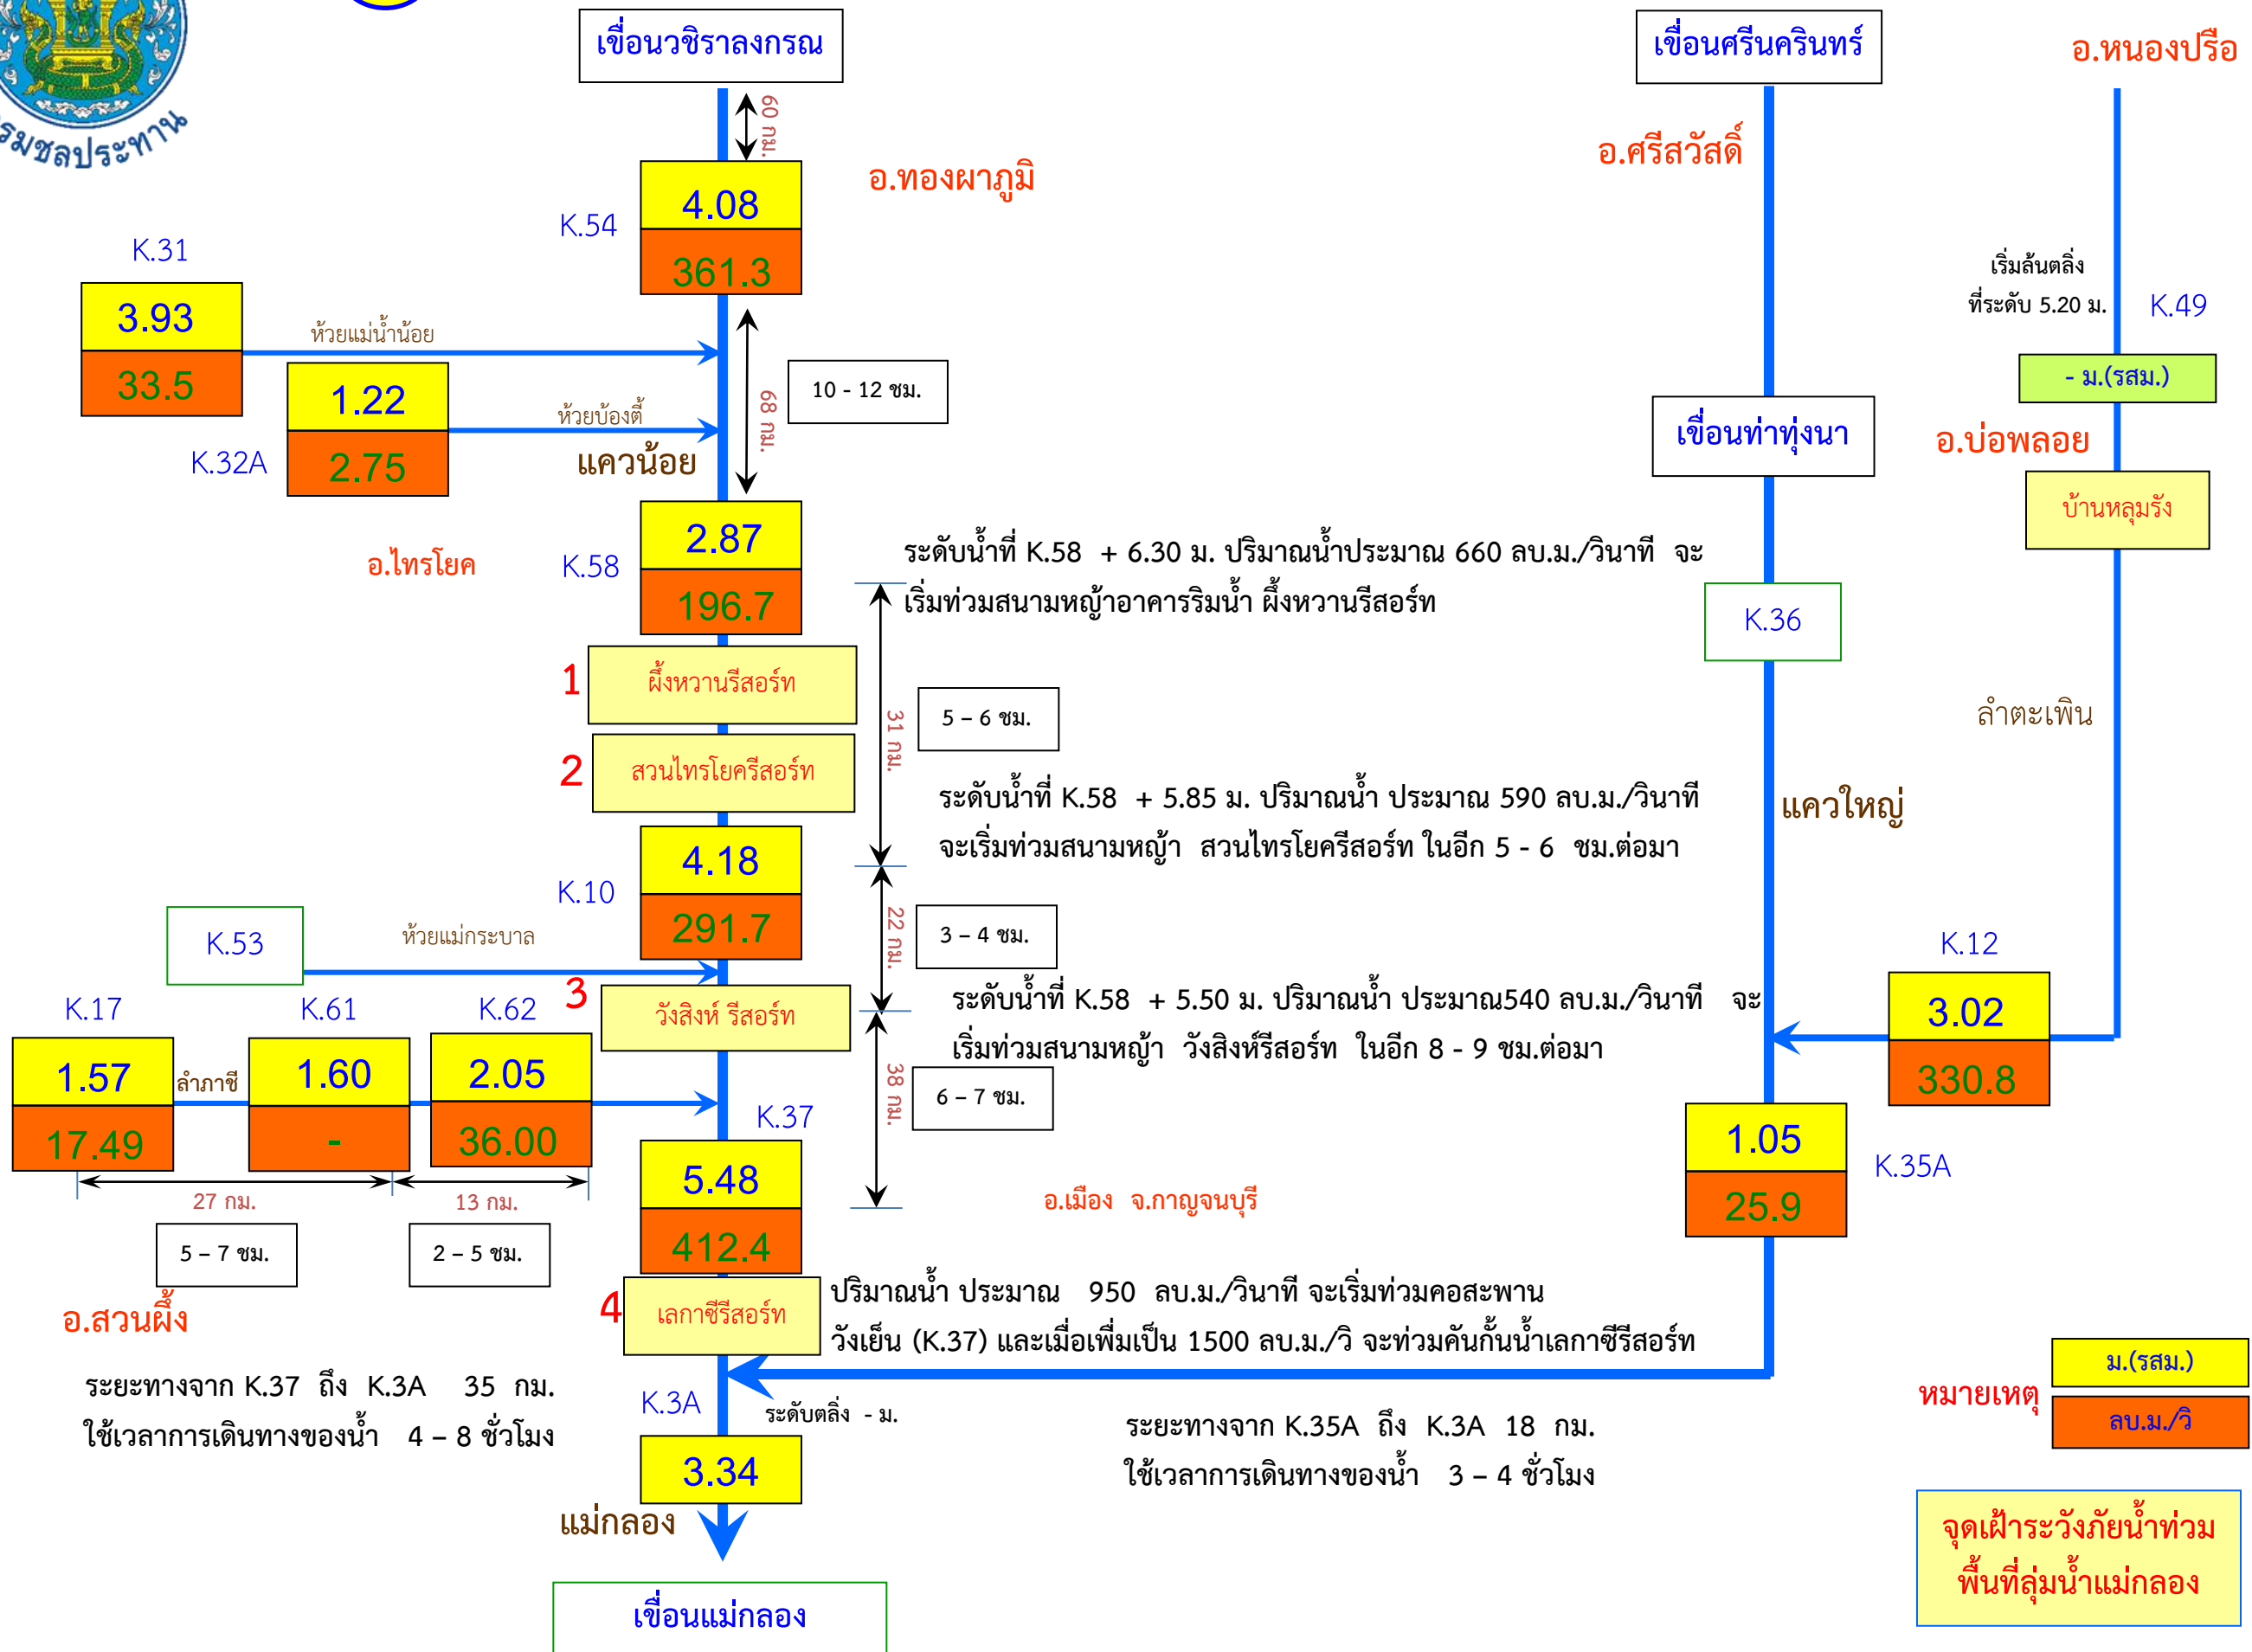 กรมชลประทาน
เขื่อนวชิราลงกรณ
เขื่อนศรีนครินทร์
อ.หนองปรือ
60 กม.
อ.ศรีสวัสดิ์
อ.ทองผาภูมิ
K.54
4.08
361.3
K.31
3.93
33.5
ห้วยแม่น้ำน้อย
เริ่มล้นตลิ่ง
ที่ระดับ 5.20 ม.
K.49
- ม.(รสม.)
1.22
2.75
K.32A
ห้วยบ้องตี้
แควน้อย
68 กม.
10 - 12 ชม.
เขื่อนท่าทุ่งนา
อ.บ่อพลอย
บ้านหลุมรัง
อ.ไทรโยค
K.58
2.87
196.7
ระดับน้ำที่ K.58 + 6.30 ม. ปริมาณน้ำประมาณ 660 ลบ.ม./วินาที จะ
เริ่มท่วมสนามหญ้าอาคารริมน้ำ ผึ้งหวานรีสอร์ท
K.36
1
ผึ้งหวานรีสอร์ท
31 กม.
5 – 6 ชม.
ลำตะเพิน
2
สวนไทรโยครีสอร์ท
ระดับน้ำที่ K.58 + 5.85 ม. ปริมาณน้ำ ประมาณ 590 ลบ.ม./วินาที
จะเริ่มท่วมสนามหญ้า สวนไทรโยครีสอร์ท ในอีก 5 - 6 ชม.ต่อมา
แควใหญ่
K.10
4.18
291.7
K.53
ห้วยแม่กระบาล
22 กม.
3 – 4 ชม.
K.12
3.02
330.8
3
วังสิงห์ รีสอร์ท
ระดับน้ำที่ K.58 + 5.50 ม. ปริมาณน้ำ ประมาณ540 ลบ.ม./วินาที จะ
เริ่มท่วมสนามหญ้า วังสิงห์รีสอร์ท ในอีก 8 - 9 ชม.ต่อมา
K.17
K.61
K.62
1.57
17.49
ลำภาชี
1.60
-
2.05
36.00
38 กม.
6 – 7 ชม.
K.37
5.48
412.4
1.05
25.9
K.35A
27 กม.
13 กม.
5 – 7 ชม.
2 – 5 ชม.
อ.เมือง จ.กาญจนบุรี
อ.สวนผึ้ง
4
เลกาซีรีสอร์ท
ปริมาณน้ำ ประมาณ 950 ลบ.ม./วินาที จะเริ่มท่วมคอสะพาน
วังเย็น (K.37) และเมื่อเพิ่มเป็น 1500 ลบ.ม./วิ จะท่วมคันกั้นน้ำเลกาซีรีสอร์ท
ระยะทางจาก K.37 ถึง K.3A 35 กม.
ใช้เวลาการเดินทางของน้ำ 4 – 8 ชั่วโมง
K.3A
ระดับตลิ่ง - ม.
3.34
ระยะทางจาก K.35A ถึง K.3A 18 กม.
ใช้เวลาการเดินทางของน้ำ 3 – 4 ชั่วโมง
หมายเหตุ
ม.(รสม.)
ลบ.ม./วิ
แม่กลอง
เขื่อนแม่กลอง
จุดเฝ้าระวังภัยน้ำท่วม
พื้นที่ลุ่มน้ำแม่กลอง